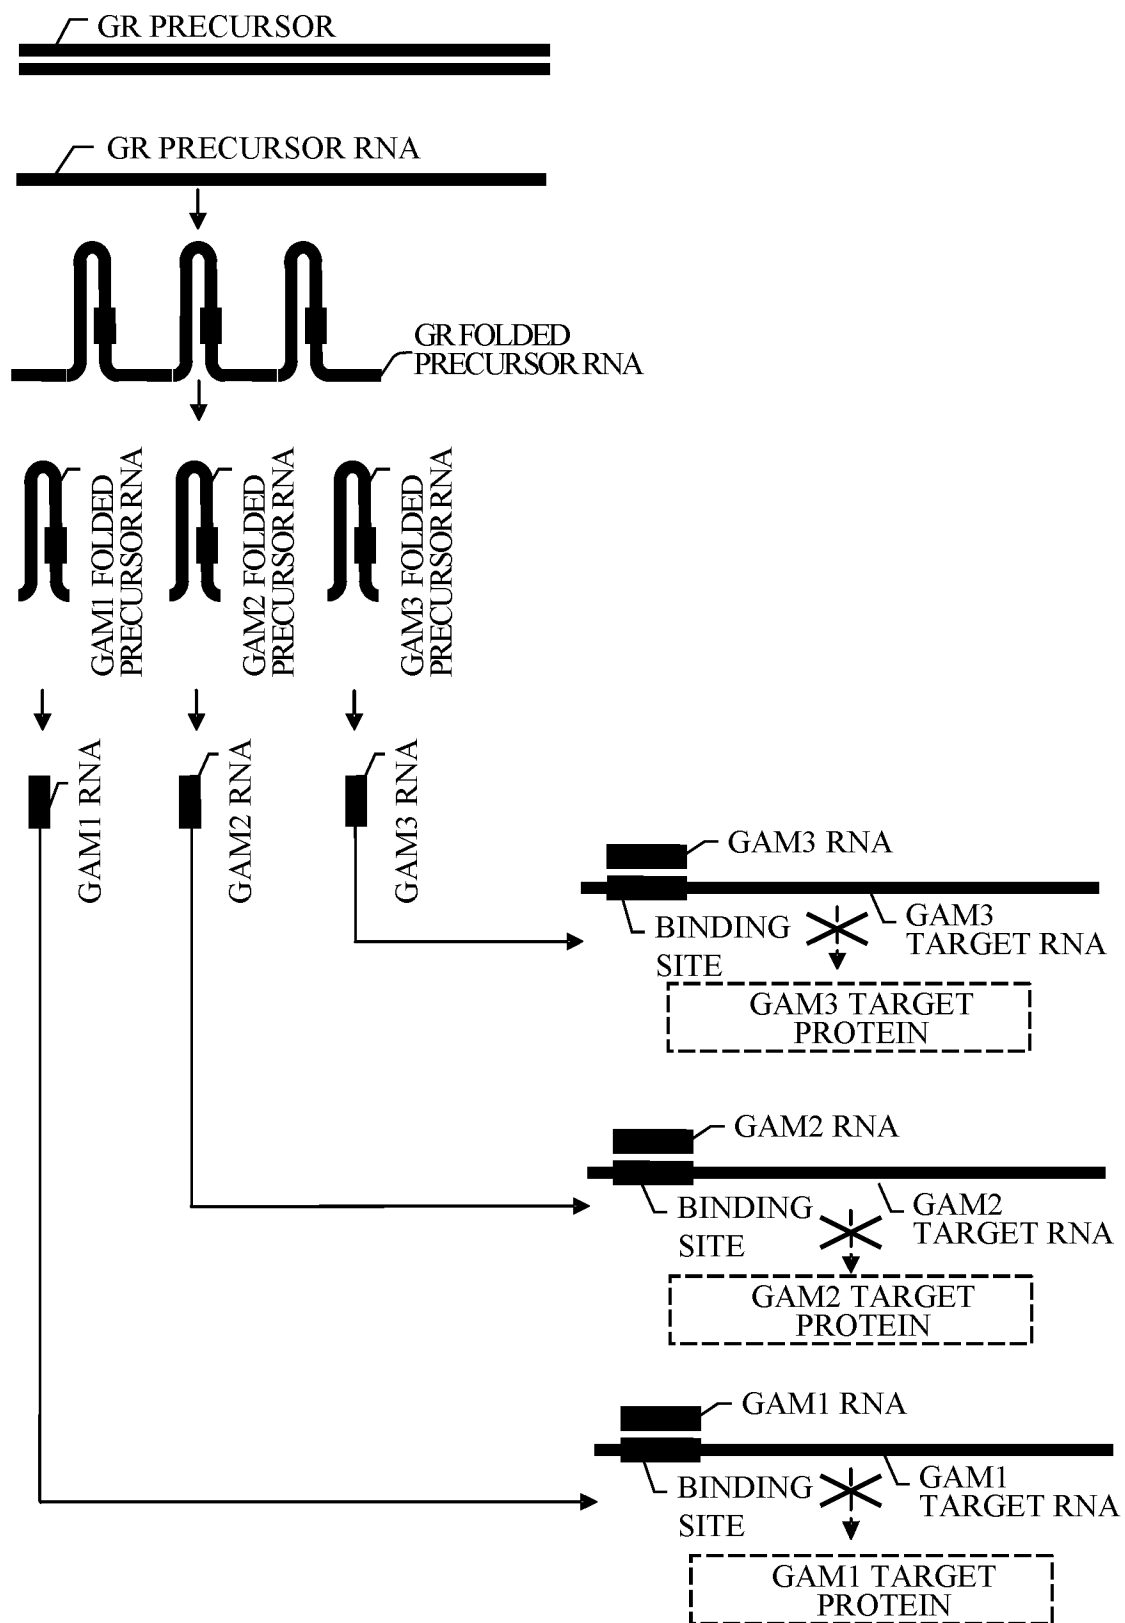 GR PRECURSOR
GR PRECURSOR RNA
GR FOLDED
PRECURSOR RNA
GAM1 FOLDED
PRECURSOR RNA
GAM2 FOLDED
PRECURSOR RNA
GAM3 FOLDED
PRECURSOR RNA
GAM1 RNA
GAM2 RNA
GAM3 RNA
GAM3 RNA
BINDING
SITE
GAM3
TARGET RNA
GAM3 TARGET
PROTEIN
GAM2 RNA
BINDING
SITE
GAM2
TARGET RNA
GAM2 TARGET
PROTEIN
GAM1 RNA
BINDING
SITE
GAM1
TARGET RNA
GAM1 TARGET
PROTEIN